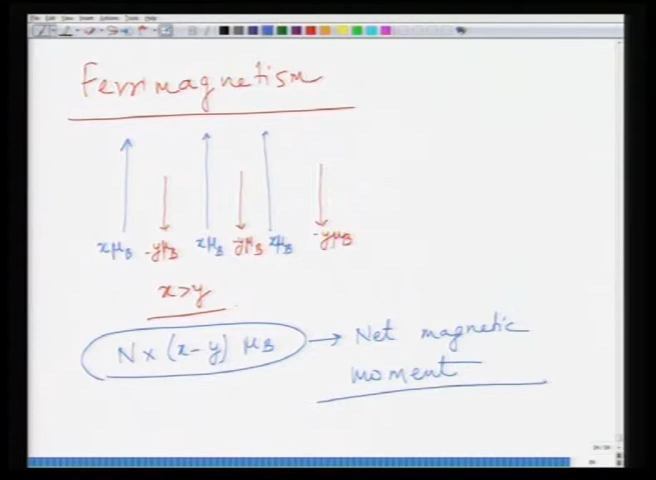 Ferrimagnetism
xμB -yμB xμB -yμB xμB -yμB
x>y
N×(x-y) μB → Net magnetic
moment